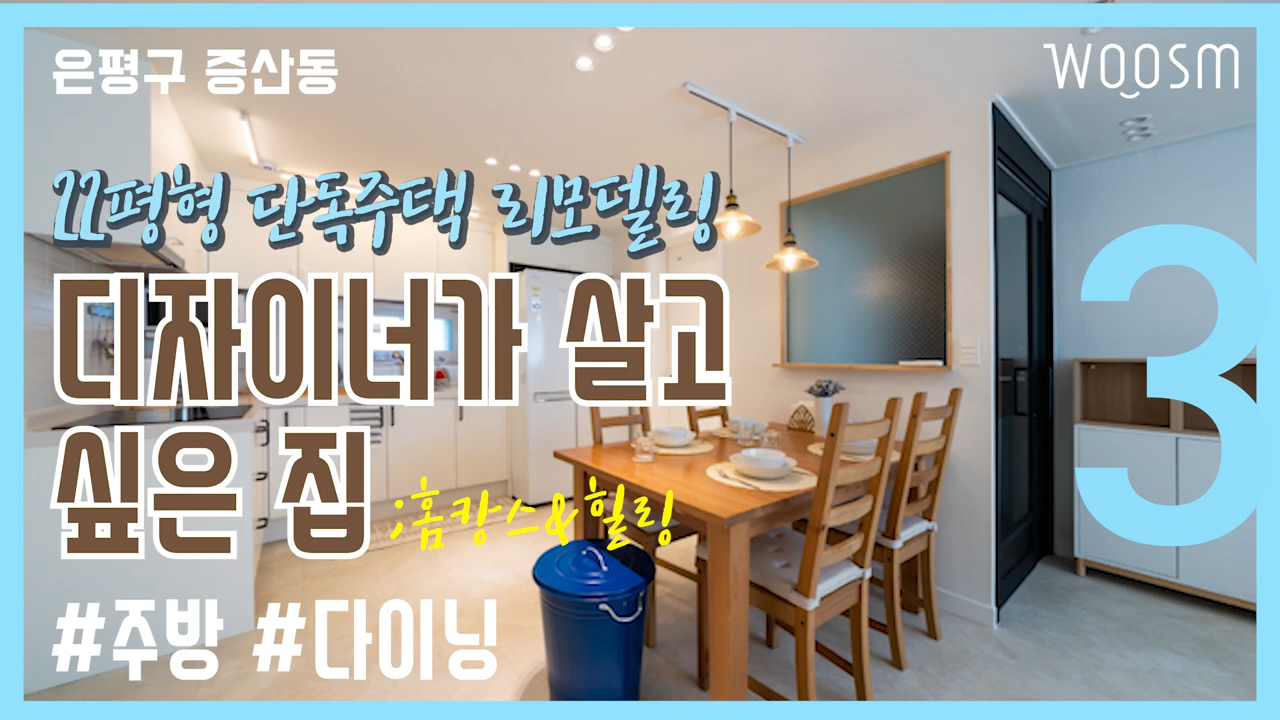 은평구 증산동
WOOSM
22평형 단독주택 리모델링
디자이너가 살고
싶은 집
;홈캉스&힐링
#주방 #다이닝
3